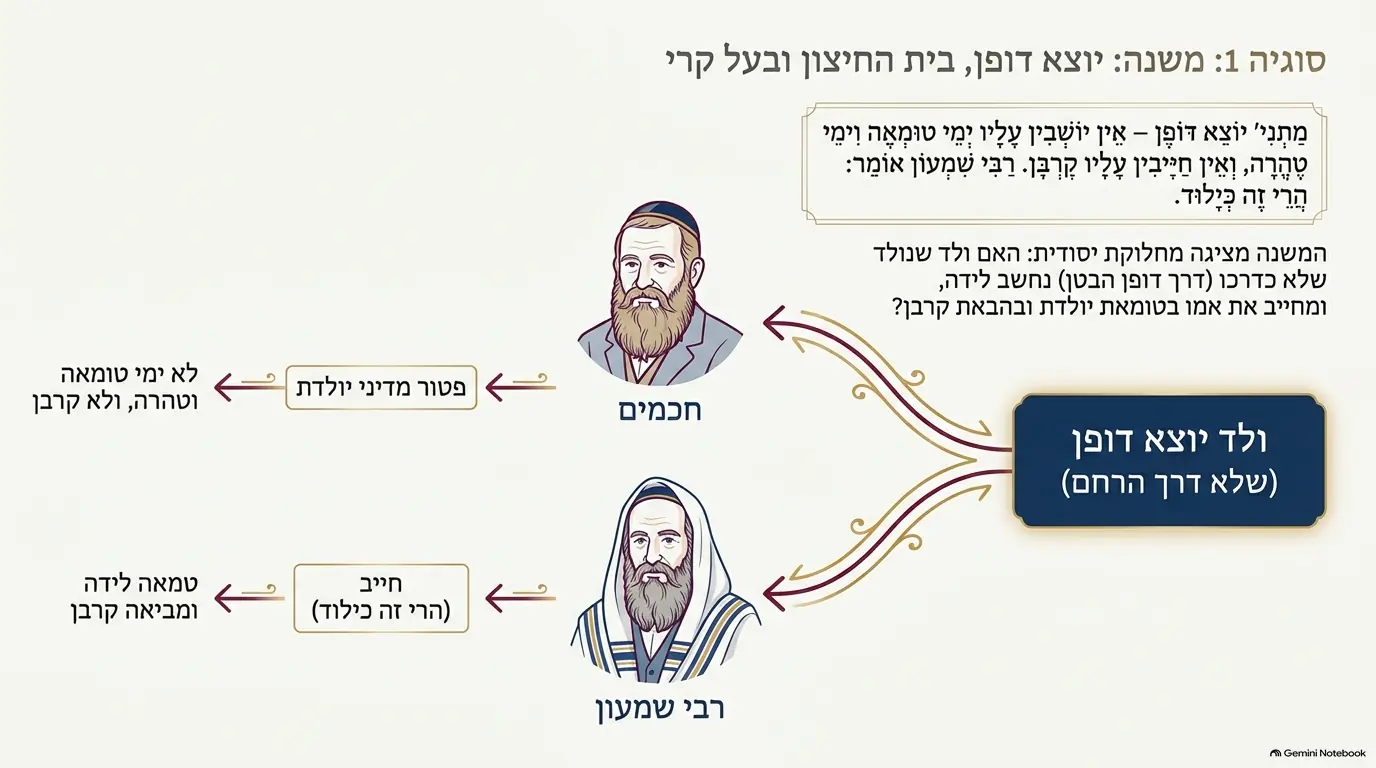 סוגיה 1: משנה: יוצא דופן, בית החיצון ובעל קרי
מַתְנִי' יוֹצֵא דּוֹפֶן – אֵין יוֹשְׁבִין עָלָיו יְמֵי טוּמְאָה וִימֵי
טָהֳרָה, וְאֵין חַיָּיבִין עָלָיו קׇרְבָּן. רַבִּי שִׁמְעוֹן אוֹמֵר:
הֲרֵי זֶה כְּיָלוּד.
המשנה מציגה מחלוקת יסודית: האם ולד שנולד
שלא כדרכו (דרך דופן הבטן) נחשב לידה,
ומחייב את אמו בטומאת יולדת ובהבאת קרבן?
ולד יוצא דופן
(שלא דרך הרחם)
חכמים
פטור מדיני יולדת
לא ימי טומאה
וטהרה, ולא קרבן
רבי שמעון
חייב
(הרי זה כילוד)
טמאה לידה
ומביאה קרבן
Gemini Notebook